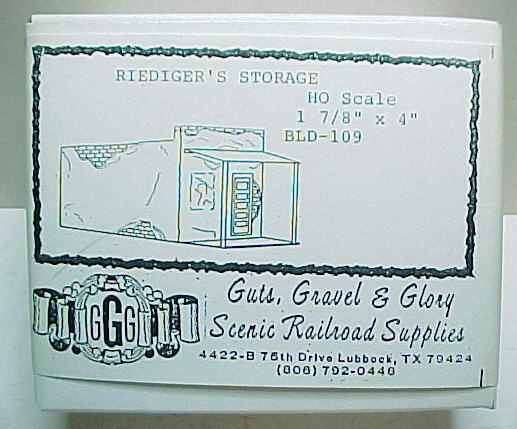 RIEDIGER'S STORAGE
HO Scale
1 7/8" x 4"
BLD-109
GGG
Guts, Gravel & Glory
Scenic Railroad Supplies
4422-B 75th Drive Lubbock, TX 79424
(806) 792-0440